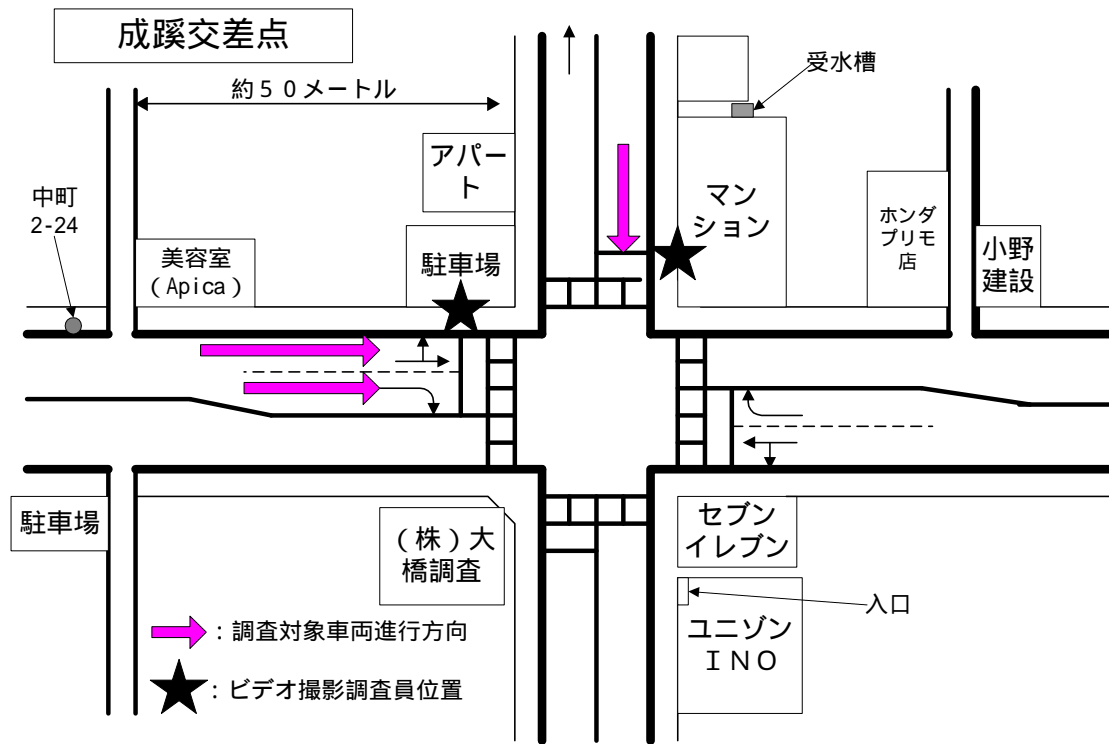 成蹊交差点
約５０メートル
受水槽
アパー
ト
マン
ション
中町
2-24
美容室
（Apica）
駐車場
ホンダ
プリモ
店
小野
建設
駐車場
（株）大
橋調査
セブン
イレブン
入口
ユニゾン
ＩＮＯ
：調査対象車両進行方向
：ビデオ撮影調査員位置